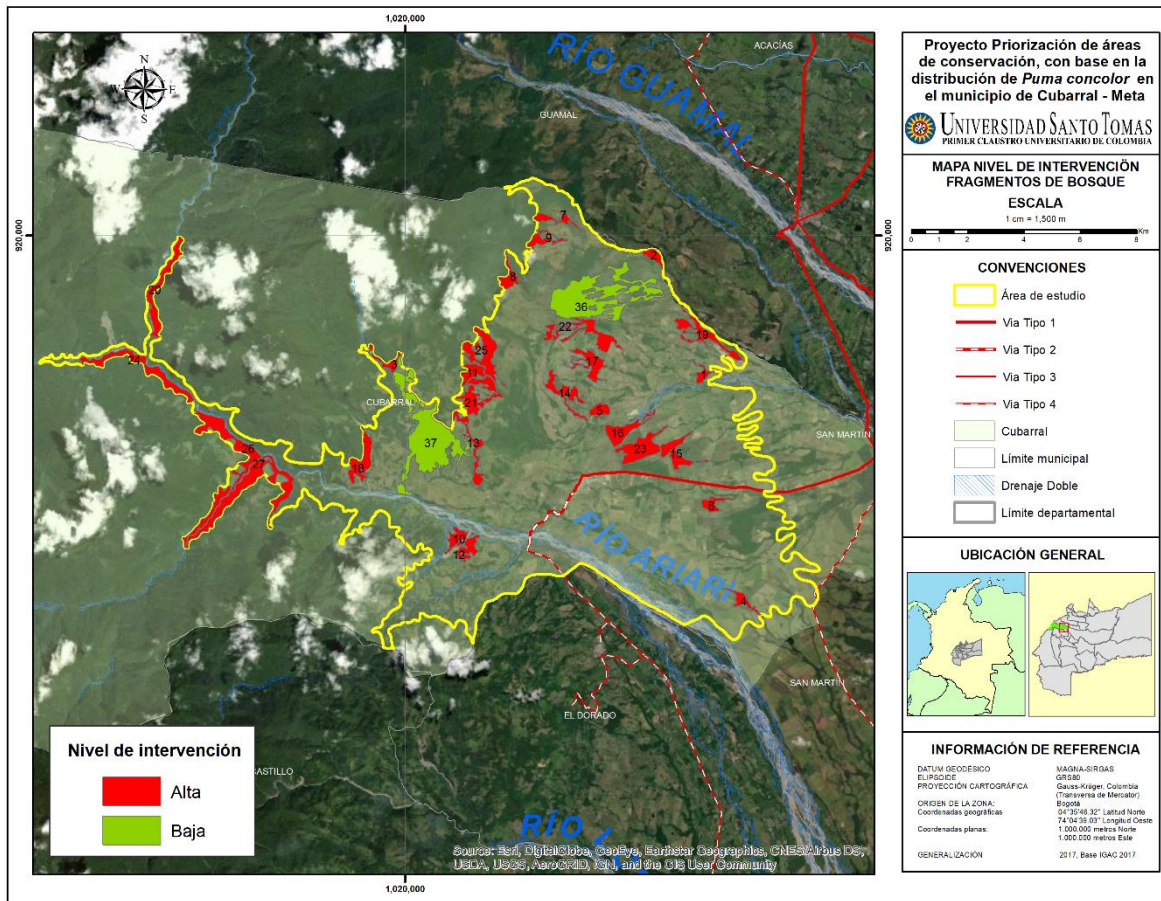 1,020,000
920,000
920,000
1,020,000
N
E
S
W
RÍO GUAMAL
ACACÍAS
GUAMAL
CUBARRAL
SAN MARTÍN
RÍO ARIARI
SAN MARTIN
EL DORADO
CASTILLO
7
9
2
8
36
22
19
25
17
11
1
3
14
21
5
16
37
13
23
15
18
26
27
6
10
12
4
24
Nivel de intervención
Alta
Baja
Source: Esri, DigitalGlobe, GeoEye, Earthstar Geographics, CNES/Airbus DS,
USDA, USGS, AeroGRID, IGN, and the GIS User Community
Proyecto Priorización de áreas
de conservación, con base en la
distribución de Puma concolor en
el municipio de Cubarral - Meta
UNIVERSIDAD SANTO TOMAS
PRIMER CLAUSTRO UNIVERSITARIO DE COLOMBIA
MAPA NIVEL DE INTERVENCIÖN
FRAGMENTOS DE BOSQUE
ESCALA
1 cm = 1,500 m
Km
0 1 2 4 6 8
CONVENCIONES
Área de estudio
Via Tipo 1
Via Tipo 2
Via Tipo 3
Via Tipo 4
Cubarral
Límite municipal
Drenaje Doble
Límite departamental
UBICACIÓN GENERAL
INFORMACIÓN DE REFERENCIA
DATUM GEODÉSICO MAGNA-SIRGAS
ELIPSOIDE GRS80
PROYECCIÓN CARTOGRÁFICA Gauss-Krüger, Colombia
(Transversa de Mercator)
ORIGEN DE LA ZONA: Bogotá
Coordenadas geográficas 04°35'46.32" Latitud Norte
74°04'39.03" Longitud Oeste
Coordenadas planas: 1.000.000 metros Norte
1.000.000 metros Este
GENERALIZACIÓN 2017, Base IGAC 2017